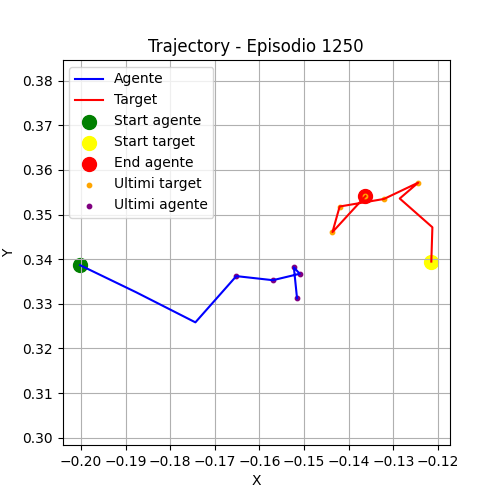 Trajectory - Episodio 1250
Agente
Target
Start agente
Start target
End agente
Ultimi target
Ultimi agente
0.38
0.37
0.36
0.35
0.34
0.33
0.32
0.31
0.30
Y
−0.20 −0.19 −0.18 −0.17 −0.16 −0.15 −0.14 −0.13 −0.12
X